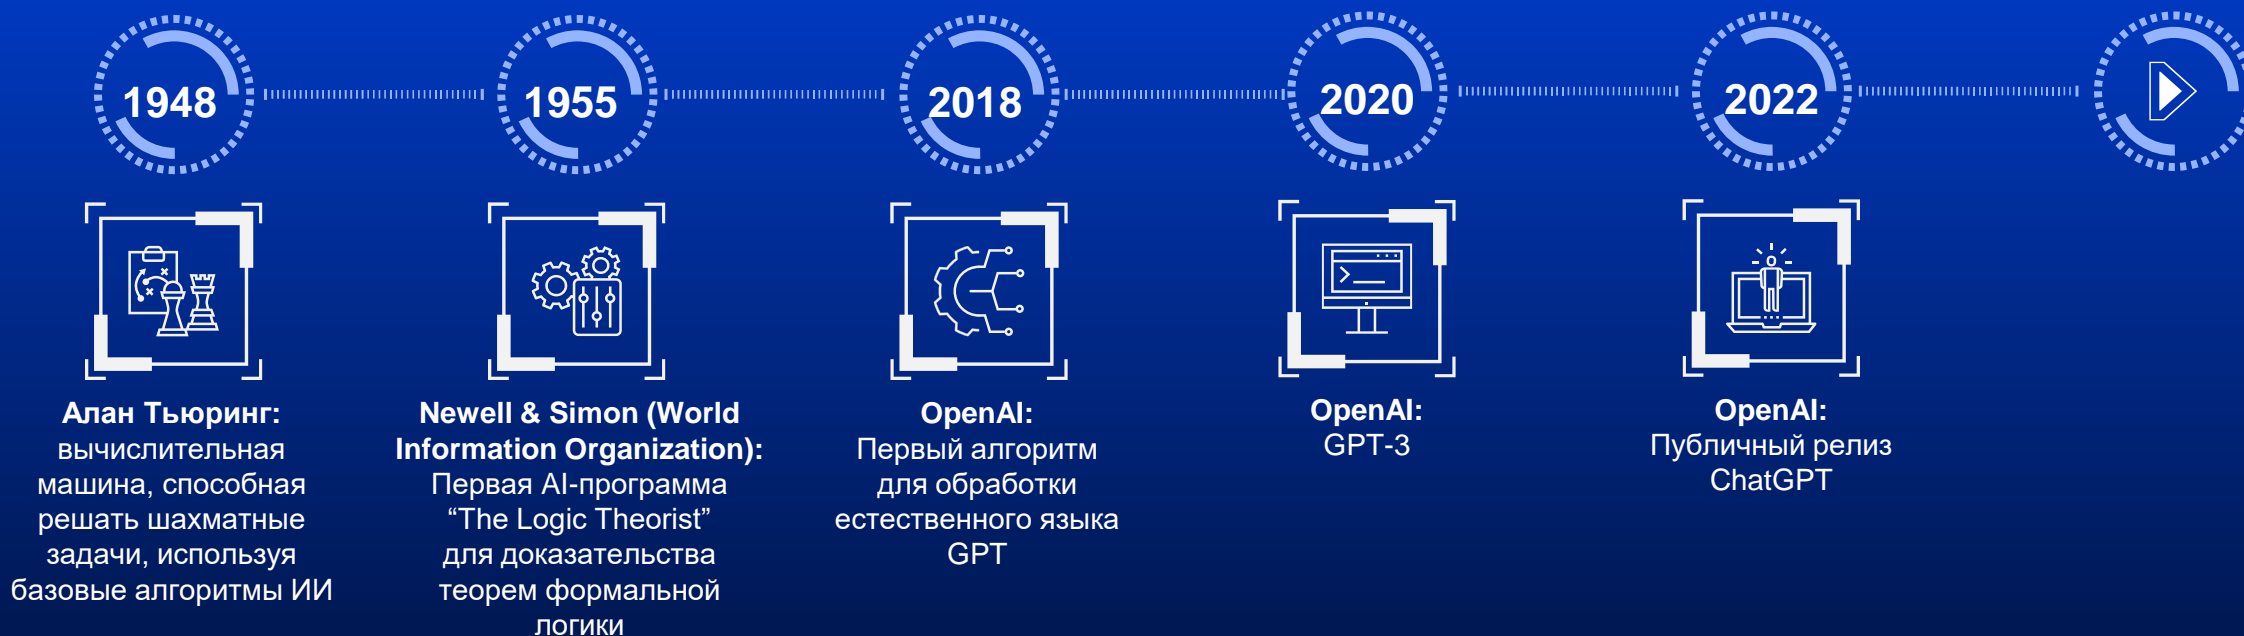 1948
1955
2018
2020
2022
Алан Тьюринг:
вычислительная
машина, способная
решать шахматные
задачи, используя
базовые алгоритмы ИИ
Newell & Simon (World
Information Organization):
Первая AI-программа
“The Logic Theorist”
для доказательства
теорем формальной
логики
OpenAI:
Первый алгоритм
для обработки
естественного языка
GPT
OpenAI:
GPT-3
OpenAI:
Публичный релиз
ChatGPT